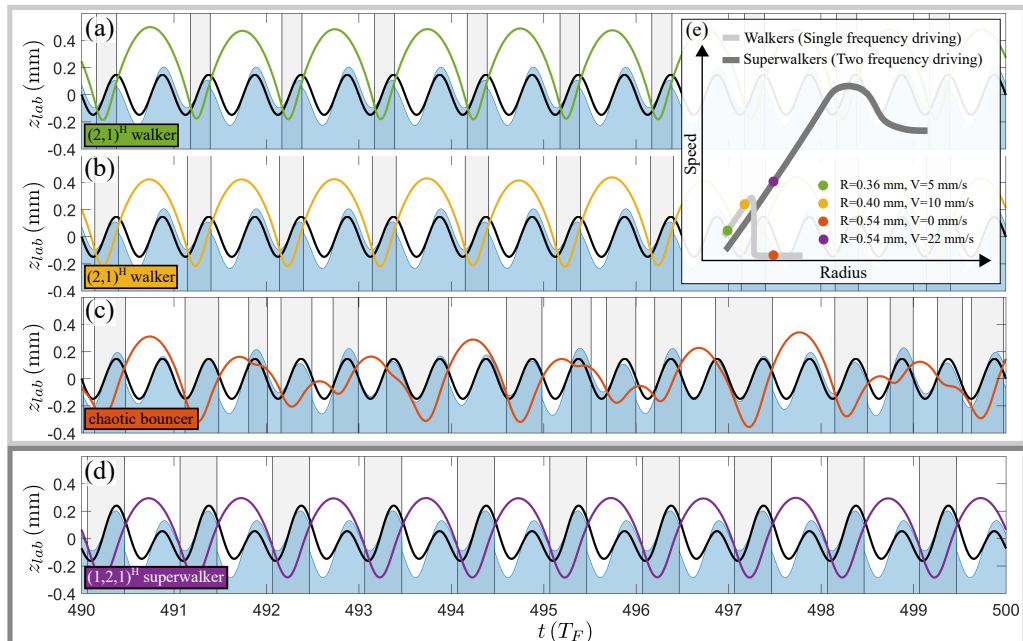 (a)
0.4
0.2
0
-0.2
-0.4
z_lab (mm)
(2,1)^H walker
(b)
0.4
0.2
0
-0.2
-0.4
z_lab (mm)
(2,1)^H walker
(c)
0.4
0.2
0
-0.2
-0.4
z_lab (mm)
chaotic bouncer
(d)
0.4
0.2
0
-0.2
-0.4
z_lab (mm)
(1,2,1)^H superwalker
490 491 492 493 494 495 496 497 498 499 500
t (T_F)
(e)
Walkers (Single frequency driving)
Superwalkers (Two frequency driving)
Speed
R=0.36 mm, V=5 mm/s
R=0.40 mm, V=10 mm/s
R=0.54 mm, V=0 mm/s
R=0.54 mm, V=22 mm/s
Radius